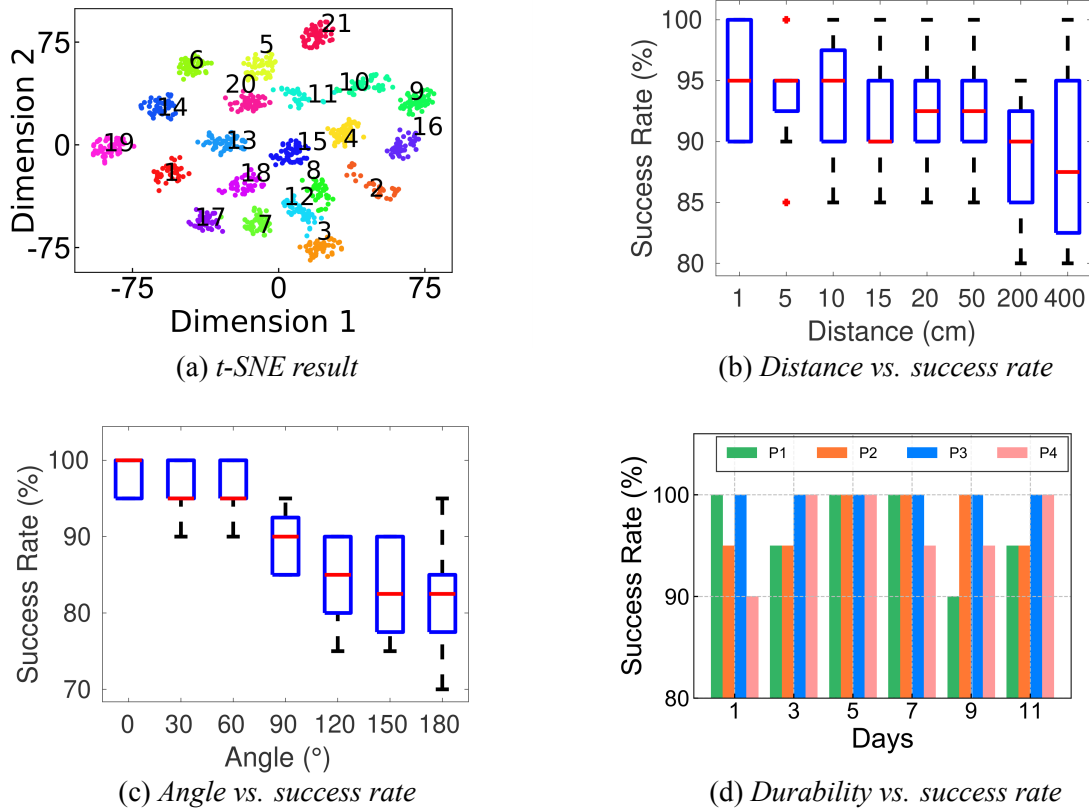 21
5
6
75
20
10
9
11
14
16
4
15
13
19
0
8
18
1
2
12
17
7
3
-75
-75
0
75
Dimension 2
Dimension 1
(a) t-SNE result
100
95
90
85
80
Success Rate (%)
1 5 10 15 20 50 200 400
Distance (cm)
(b) Distance vs. success rate
100
90
80
70
Success Rate (%)
0 30 60 90 120 150 180
Angle (°)
(c) Angle vs. success rate
P1 P2 P3 P4
100
90
80
Success Rate (%)
1 3 5 7 9 11
Days
(d) Durability vs. success rate